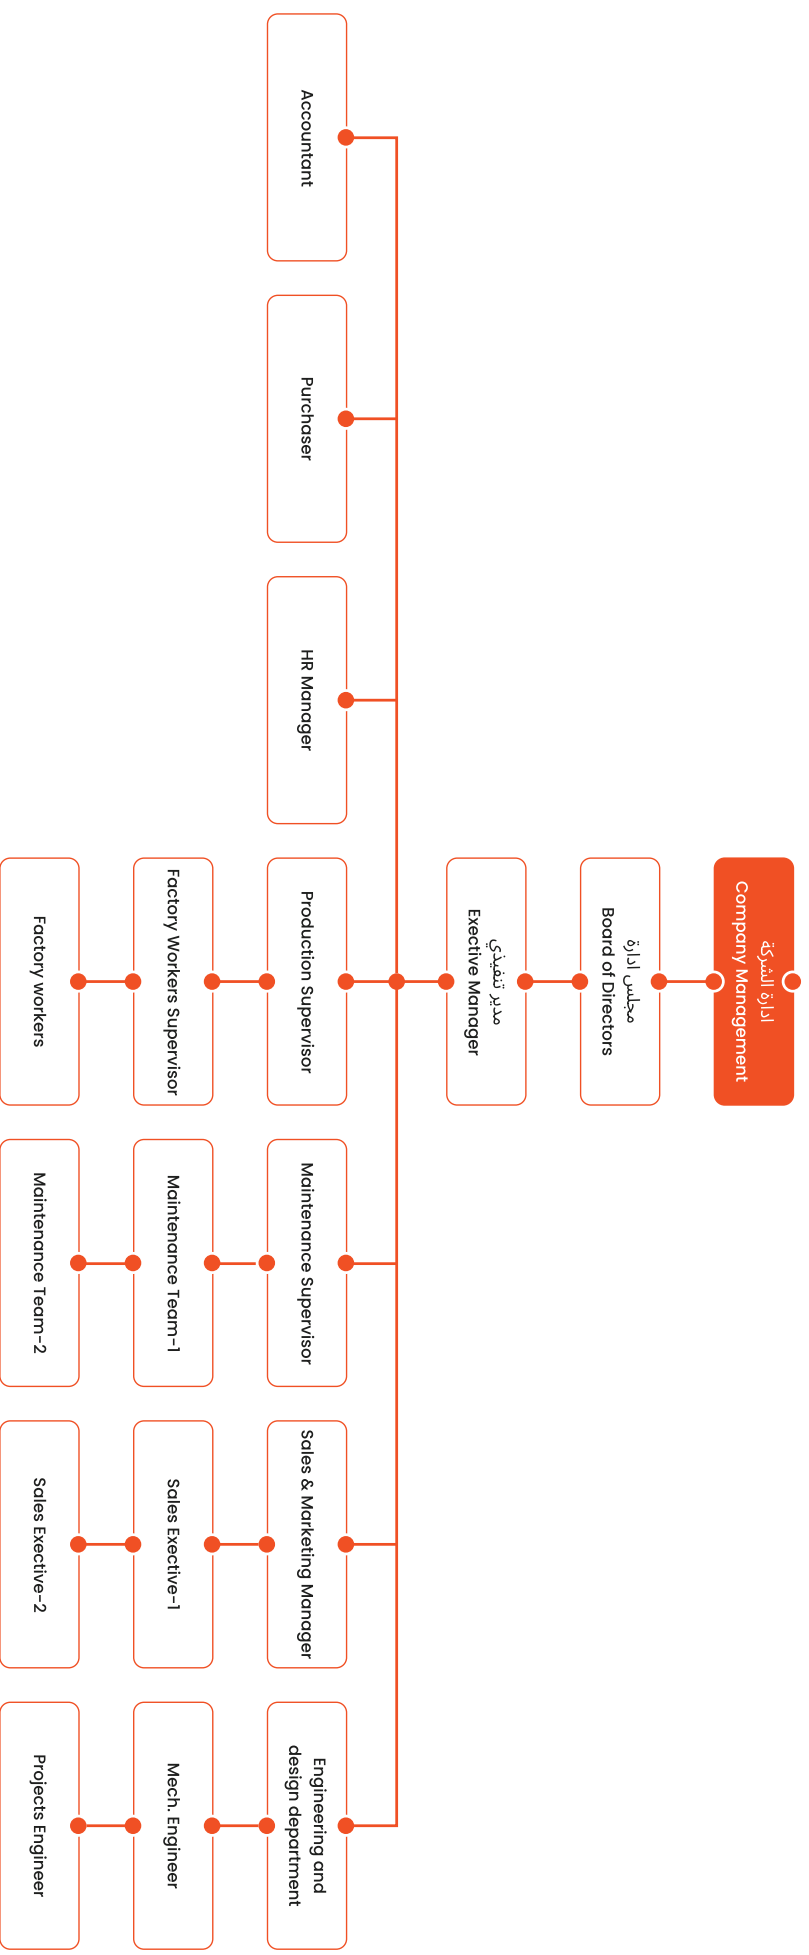 ادارة الشركة
Company Management
مجلس ادارة
Board of Directors
مدير تنفيذي
Exective Manager
Accountant
Purchaser
HR Manager
Production Supervisor
Maintenance Supervisor
Sales & Marketing Manager
Engineering and
design department
Factory Workers Supervisor
Maintenance Team-1
Sales Exective-1
Mech. Engineer
Factory workers
Maintenance Team-2
Sales Exective-2
Projects Engineer